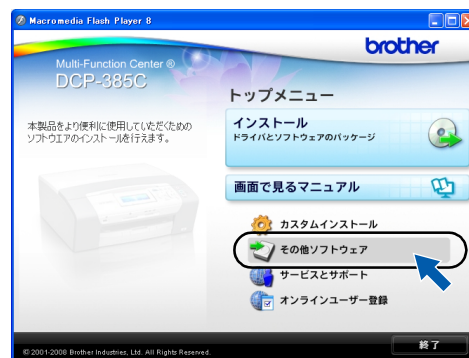 Macromedia Flash Player 8
brother
Multi-Function Center ®
DCP-385C
本製品をより便利に使用していただくための
ソフトウエアのインストールを行えます。
トップメニュー
インストール
ドライバとソフトウェアのパッケージ
画面で見るマニュアル
カスタムインストール
その他ソフトウェア
サービスとサポート
オンラインユーザー登録
© 2001-2008 Brother Industries, Ltd. All Rights Reserved.
終了